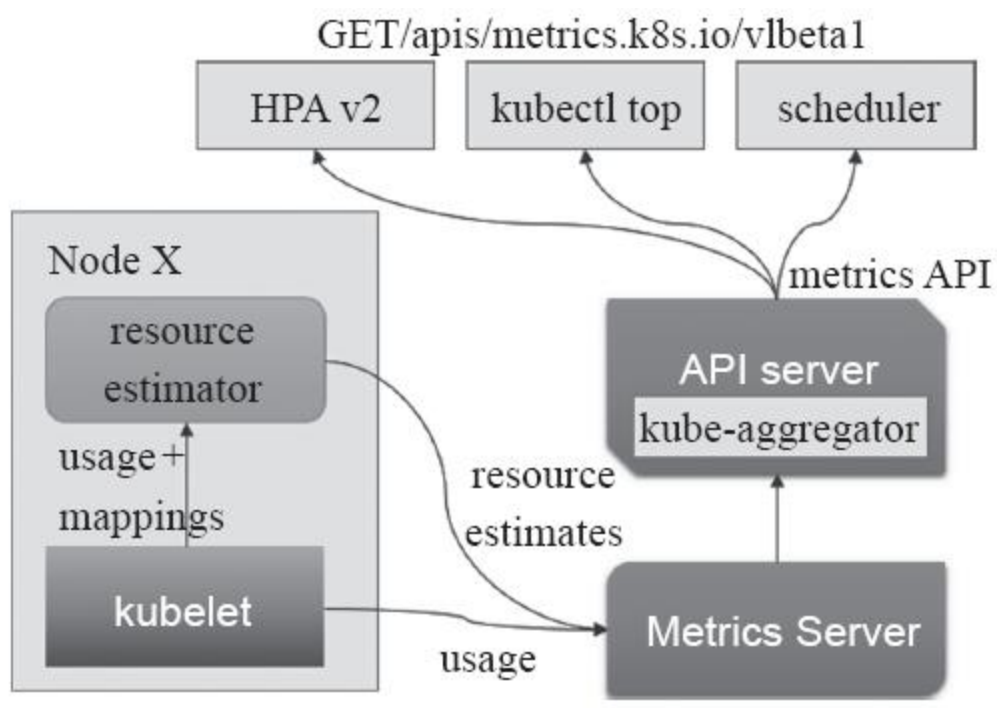 GET/apis/metrics.k8s.io/vlbeta1
HPA v2
kubectl top
scheduler
Node X
metrics API
resource
estimator
API server
kube-aggregator
usage+
mappings
resource
estimates
kubelet
usage
Metrics Server